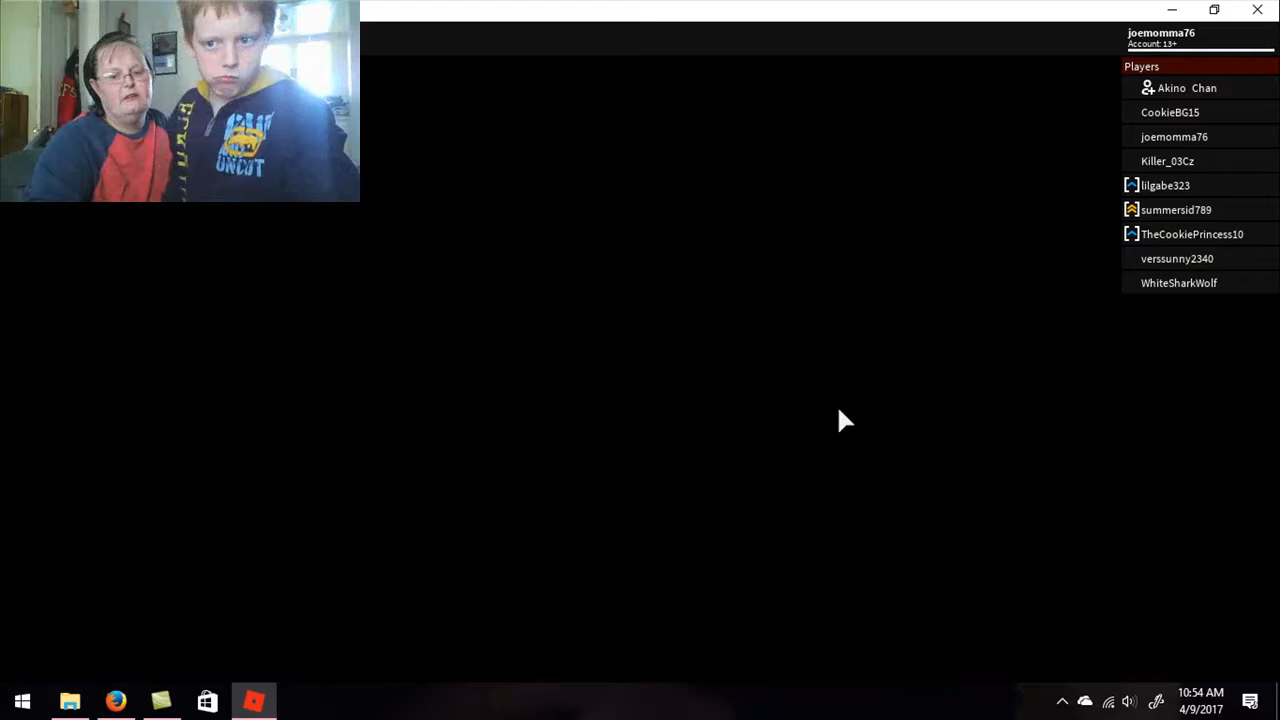 joemomma76
Account: 13+
Players
Akino Chan
CookieBG15
joemomma76
Killer_03Cz
lilgabe323
summersid789
TheCookiePrincess10
verssunny2340
WhiteSharkWolf
UNCUT
10:54 AM
4/9/2017